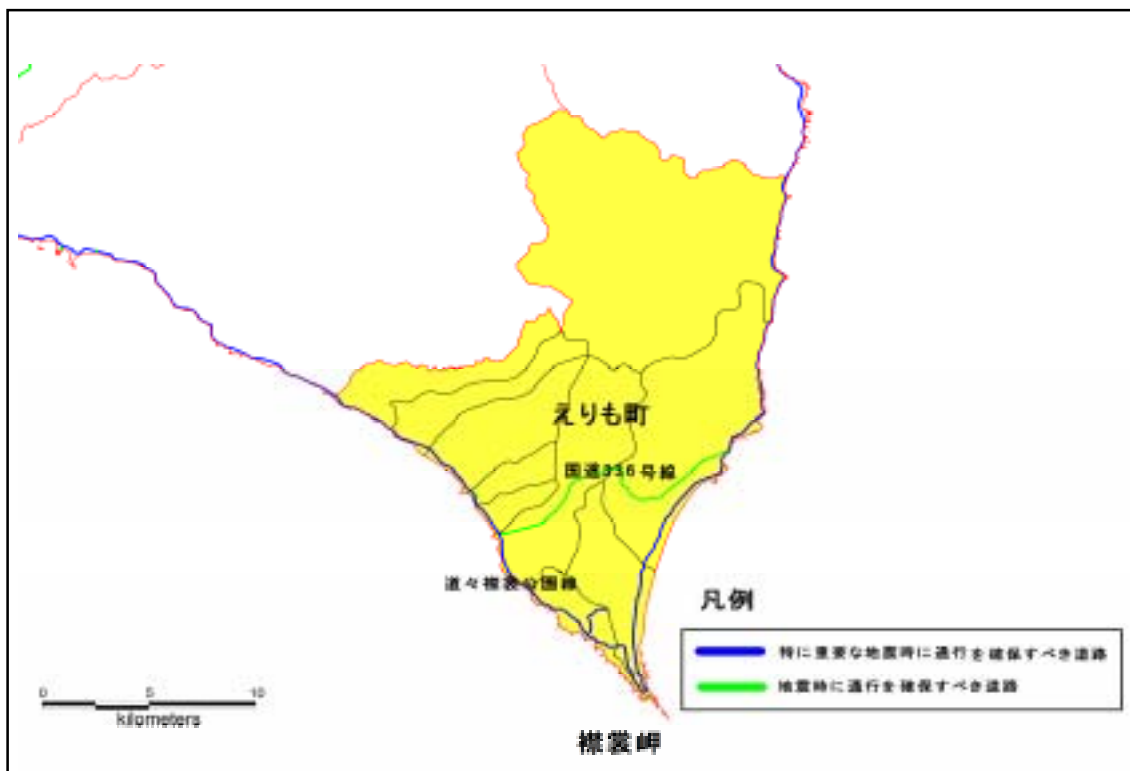 えりも町
国道336号線
道々襟裳公園線
凡例
特に重要な地震時に通行を確保すべき道路
地震時に通行を確保すべき道路
0 5 10
kilometers
襟裳岬